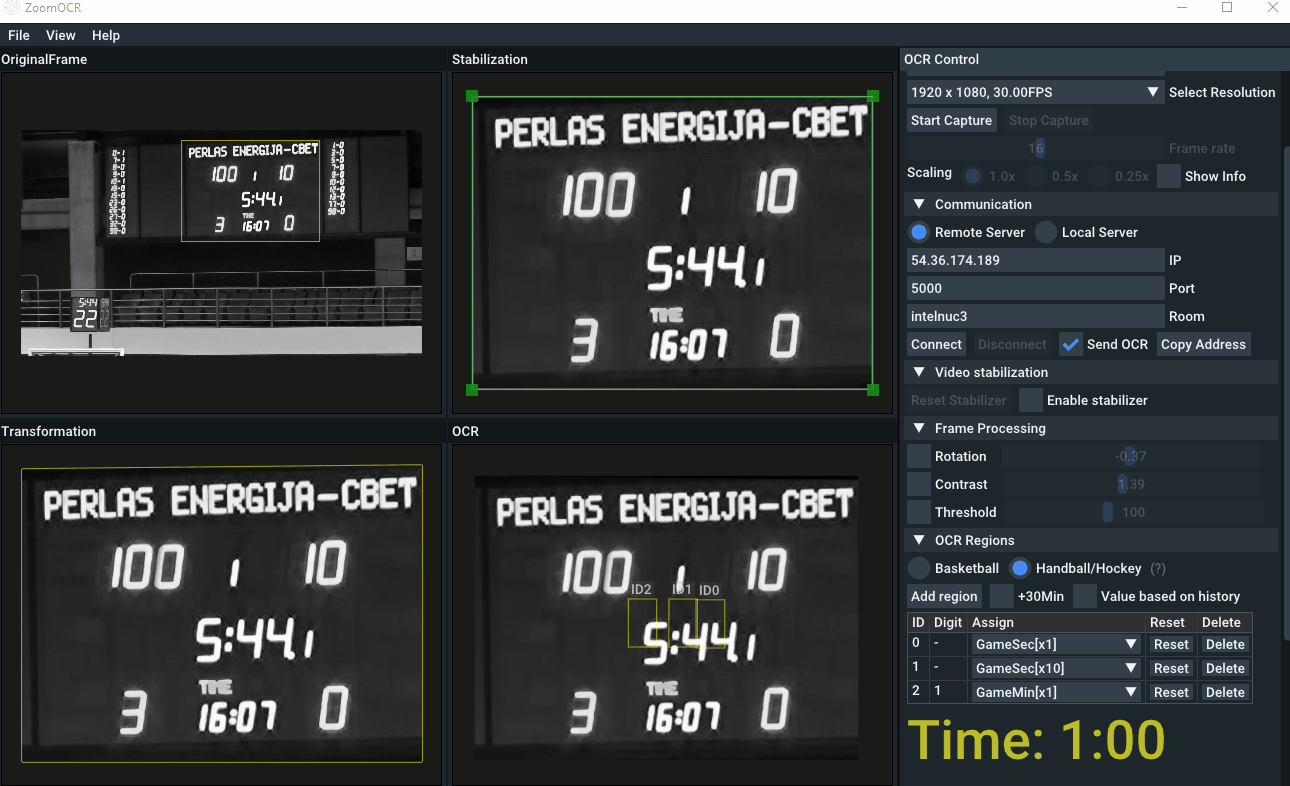 ZoomOCR
File View Help
OriginalFrame
PERLAS ENERGIJA-CBET
100 1 10
5:44.1
TIME
3 16:07 0
5:44
22
Stabilization
PERLAS ENERGIJA-CBET
100 1 10
5:44.1
TIME
3 16:07 0
Transformation
PERLAS ENERGIJA-CBET
100 1 10
5:44.1
TIME
3 16:07 0
OCR
PERLAS ENERGIJA-CBET
100 1 10
ID2 ID1 ID0
5:44.1
TIME
3 16:07 0
OCR Control
1920 x 1080, 30.00FPS Select Resolution
Start Capture Stop Capture
16 Frame rate
Scaling 1.0x 0.5x 0.25x Show Info
Communication
Remote Server Local Server
54.36.174.189 IP
5000 Port
intelnuc3 Room
Connect Disconnect Send OCR Copy Address
Video stabilization
Reset Stabilizer Enable stabilizer
Frame Processing
Rotation -0.37
Contrast 1.39
Threshold 100
OCR Regions
Basketball Handball/Hockey (?)
Add region +30Min Value based on history
ID Digit Assign Reset Delete
0 - GameSec[x1] Reset Delete
1 - GameSec[x10] Reset Delete
2 1 GameMin[x1] Reset Delete
Time: 1:00